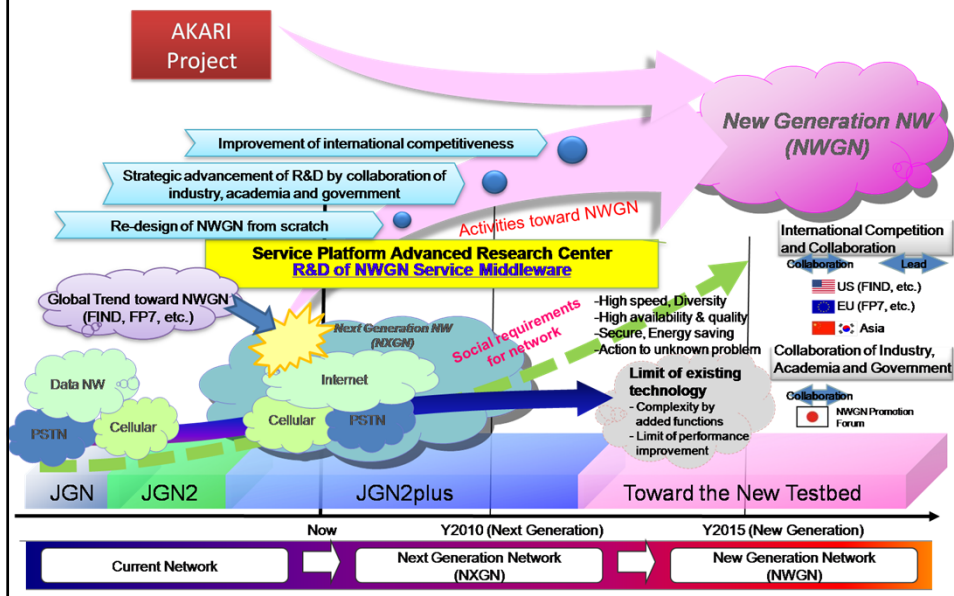 AKARI
Project
New Generation NW
(NWGN)
Improvement of international competitiveness
Strategic advancement of R&D by collaboration of
industry, academia and government
Re-design of NWGN from scratch
Activities toward NWGN
Service Platform Advanced Research Center
R&D of NWGN Service Middleware
Global Trend toward NWGN
(FIND, FP7, etc.)
Next Generation NW
(NXGN)
Internet
Cellular
PSTN
Data NW
PSTN
Cellular
Social requirements
for network
-High speed, Diversity
-High availability & quality
-Secure, Energy saving
-Action to unknown problem
Limit of existing
technology
- Complexity by
added functions
- Limit of performance
improvement
International Competition
and Collaboration
Collaboration
Lead
US (FIND, etc.)
EU (FP7, etc.)
Asia
Collaboration of Industry,
Academia and Government
Collaboration
NWGN Promotion
Forum
JGN
JGN2
JGN2plus
Toward the New Testbed
Now
Y2010 (Next Generation)
Y2015 (New Generation)
Current Network
Next Generation Network
(NXGN)
New Generation Network
(NWGN)